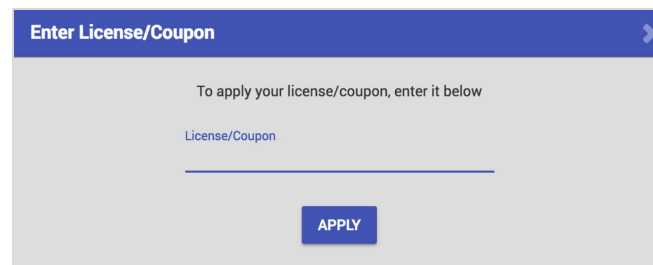 Enter License/Coupon
To apply your license/coupon, enter it below
License/Coupon
APPLY